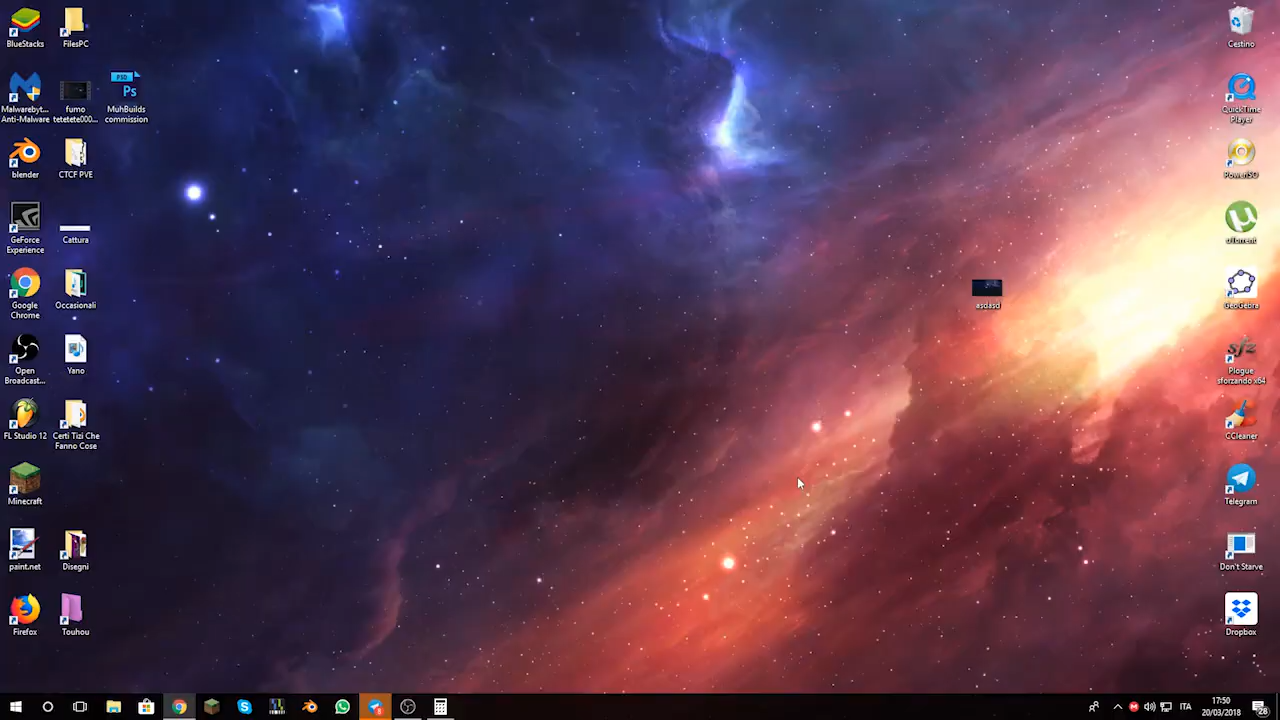 BlueStacks
FilesPC
Malwarebyt...
Anti-Malware
fumo
tetetete000...
PSD
Ps
MuhBuilds
commission
blender
CTCF PVE
GeForce
Experience
Cattura
Google
Chrome
Occasionali
Open
Broadcast...
Yano
FL Studio 12
Certi Tizi Che
Fanno Cose
Minecraft
paint.net
Disegni
Firefox
Touhou
asdasd
Cestino
QuickTime
Player
PowerISO
uTorrent
GeoGebra
sfz
Plogue
sforzando x64
CCleaner
Telegram
Don't Starve
Dropbox
8
ITA
17:50
20/03/2018
28